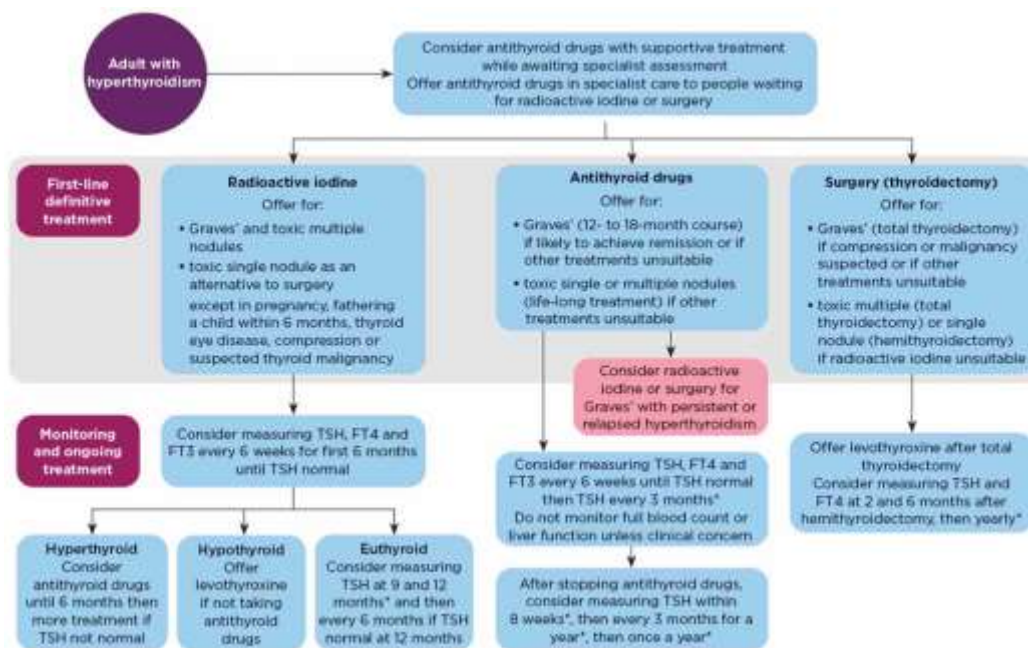 Adult with
hyperthyroidism
Consider antithyroid drugs with supportive treatment
while awaiting specialist assessment
Offer antithyroid drugs in specialist care to people waiting
for radioactive iodine or surgery
First-line
definitive
treatment
Radioactive iodine
Offer for:
• Graves' and toxic multiple
nodules
• toxic single nodule as an
alternative to surgery
except in pregnancy, fathering
a child within 6 months, thyroid
eye disease, compression or
suspected thyroid malignancy
Antithyroid drugs
Offer for:
• Graves' (12- to 18-month course)
if likely to achieve remission or if
other treatments unsuitable
• toxic single or multiple nodules
(life-long treatment) if other
treatments unsuitable
Surgery (thyroidectomy)
Offer for:
• Graves' (total thyroidectomy)
if compression or malignancy
suspected or if other
treatments unsuitable
• toxic multiple (total
thyroidectomy) or single
nodule (hemithyroidectomy)
if radioactive iodine unsuitable
Consider radioactive
iodine or surgery for
Graves' with persistent or
relapsed hyperthyroidism
Monitoring
and ongoing
treatment
Consider measuring TSH, FT4 and
FT3 every 6 weeks for first 6 months
until TSH normal
Consider measuring TSH, FT4 and
FT3 every 6 weeks until TSH normal
then TSH every 3 months*
Do not monitor full blood count or
liver function unless clinical concern
Offer levothyroxine after total
thyroidectomy
Consider measuring TSH and
FT4 at 2 and 6 months after
hemithyroidectomy, then yearly*
Hyperthyroid
Consider
antithyroid drugs
until 6 months then
more treatment if
TSH not normal
Hypothyroid
Offer
levothyroxine
if not taking
antithyroid
drugs
Euthyroid
Consider measuring
TSH at 9 and 12
months* and then
every 6 months if TSH
normal at 12 months
After stopping antithyroid drugs,
consider measuring TSH within
8 weeks*, then every 3 months for a
year*, then once a year*